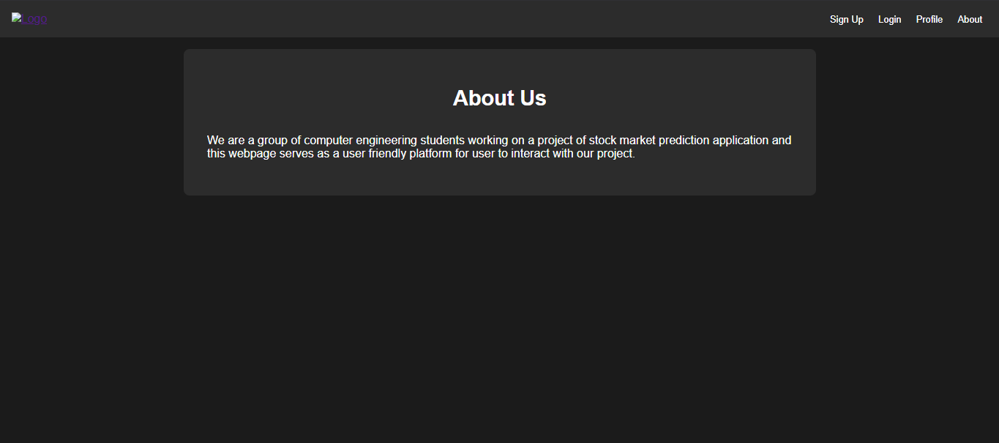 Logo
Sign Up Login Profile About
About Us
We are a group of computer engineering students working on a project of stock market prediction application and
this webpage serves as a user friendly platform for user to interact with our project.